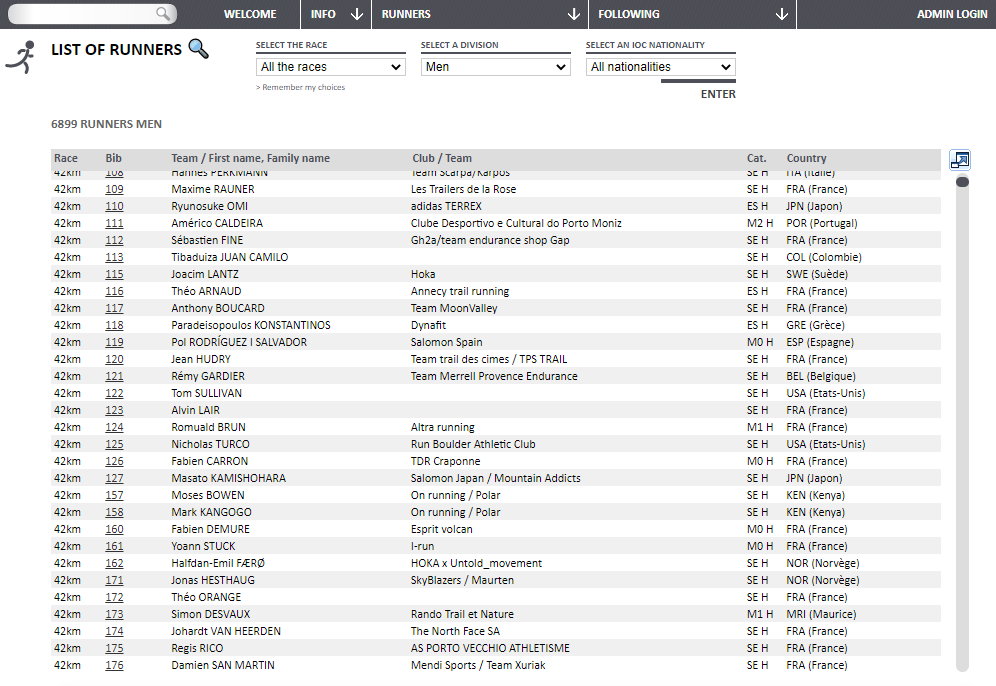 WELCOME INFO RUNNERS FOLLOWING ADMIN LOGIN
LIST OF RUNNERS
SELECT THE RACE SELECT A DIVISION SELECT AN IOC NATIONALITY
All the races Men All nationalities
> Remember my choices
ENTER
6899 RUNNERS MEN
Race Bib Team / First name, Family name Club / Team Cat. Country
42km 108 Hannes PERKMANN Team Scarpa/Karpos SE H ITA (Italie)
42km 109 Maxime RAUNER Les Trailers de la Rose SE H FRA (France)
42km 110 Ryunosuke OMI adidas TERREX ES H JPN (Japon)
42km 111 Américo CALDEIRA Clube Desportivo e Cultural do Porto Moniz M2 H POR (Portugal)
42km 112 Sébastien FINE Gh2a/team endurance shop Gap SE H FRA (France)
42km 113 Tibaduiza JUAN CAMILO SE H COL (Colombie)
42km 115 Joacim LANTZ Hoka SE H SWE (Suède)
42km 116 Théo ARNAUD Annecy trail running ES H FRA (France)
42km 117 Anthony BOUCARD Team MoonValley SE H FRA (France)
42km 118 Paradeisopoulos KONSTANTINOS Dynafit ES H GRE (Grèce)
42km 119 Pol RODRÍGUEZ I SALVADOR Salomon Spain M0 H ESP (Espagne)
42km 120 Jean HUDRY Team trail des cimes / TPS TRAIL SE H FRA (France)
42km 121 Rémy GARDIER Team Merrell Provence Endurance SE H BEL (Belgique)
42km 122 Tom SULLIVAN SE H USA (Etats-Unis)
42km 123 Alvin LAIR SE H FRA (France)
42km 124 Romuald BRUN Altra running M1 H FRA (France)
42km 125 Nicholas TURCO Run Boulder Athletic Club SE H USA (Etats-Unis)
42km 126 Fabien CARRON TDR Craponne M0 H FRA (France)
42km 127 Masato KAMISHOHARA Salomon Japan / Mountain Addicts SE H JPN (Japon)
42km 157 Moses BOWEN On running / Polar SE H KEN (Kenya)
42km 158 Mark KANGOGO On running / Polar SE H KEN (Kenya)
42km 160 Fabien DEMURE Esprit volcan M0 H FRA (France)
42km 161 Yoann STUCK I-run M0 H FRA (France)
42km 162 Halfdan-Emil FÆRØ HOKA x Untold_movement SE H NOR (Norvège)
42km 171 Jonas HESTHAUG SkyBlazers / Maurten SE H NOR (Norvège)
42km 172 Théo ORANGE SE H FRA (France)
42km 173 Simon DESVAUX Rando Trail et Nature M1 H MRI (Maurice)
42km 174 Johardt VAN HEERDEN The North Face SA SE H FRA (France)
42km 175 Regis RICO AS PORTO VECCHIO ATHLETISME SE H FRA (France)
42km 176 Damien SAN MARTIN Mendi Sports / Team Xuriak SE H FRA (France)